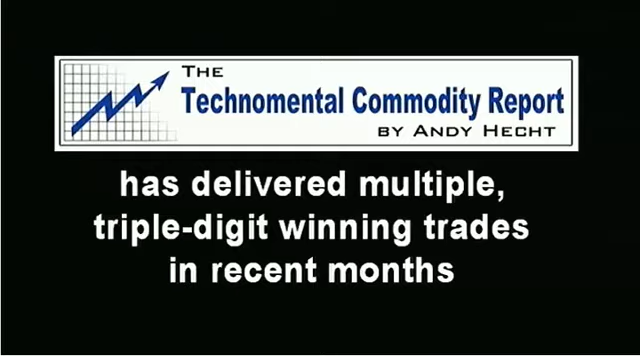 THE
Technomental Commodity Report
BY ANDY HECHT
has delivered multiple,
triple-digit winning trades
in recent months